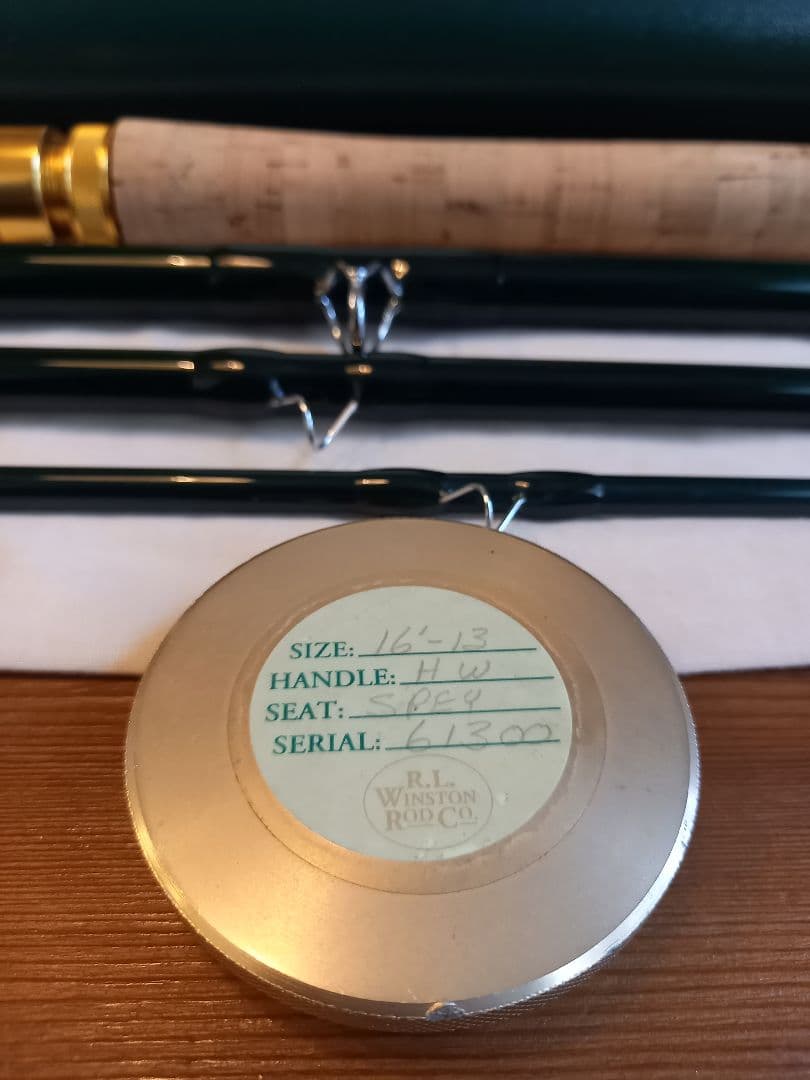 SIZE: 16'-13
HANDLE: HW
SEAT: SPEY
SERIAL: 61300
R.L.
WINSTON
ROD CO.